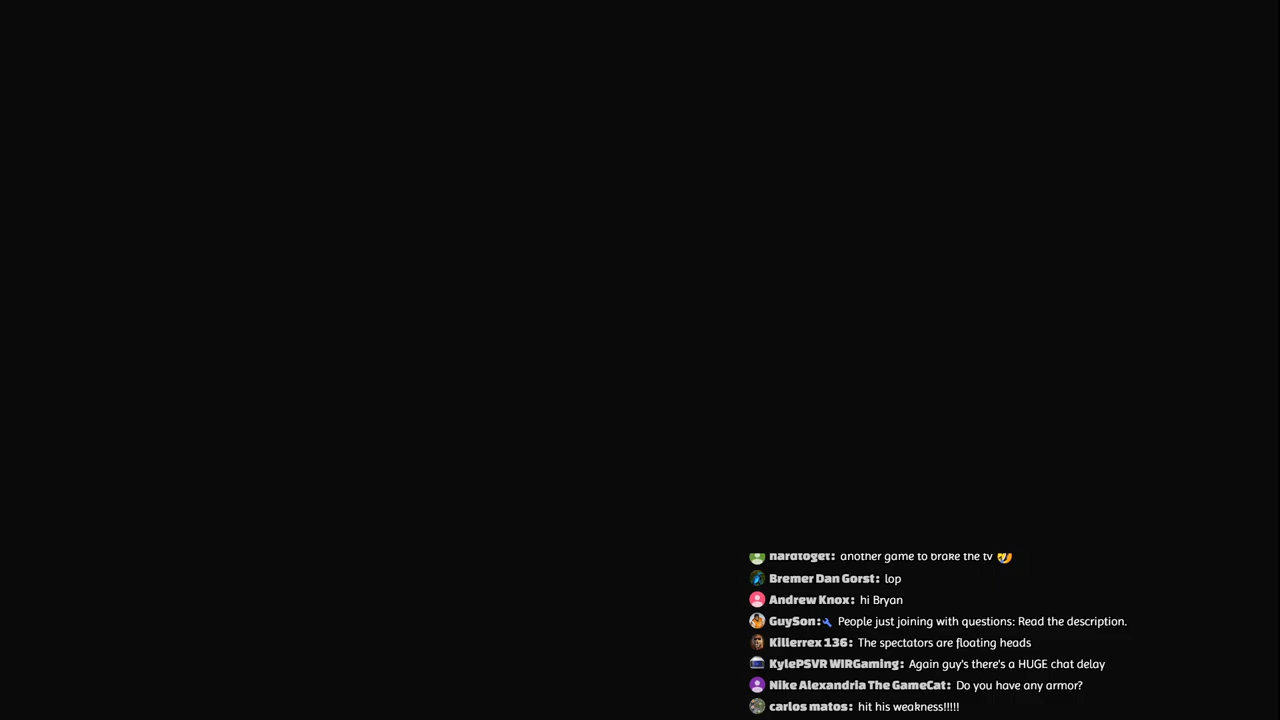 nardtoget: another game to brake the tv 🤣
Bremer Dan Gorst: lop
Andrew Knox: hi Bryan
GuySon: People just joining with questions: Read the description.
Killerrex 136: The spectators are floating heads
KylePSVR WIRGaming: Again guy's there's a HUGE chat delay
Nike Alexandria The GameCat: Do you have any armor?
carlos matos: hit his weakness!!!!!